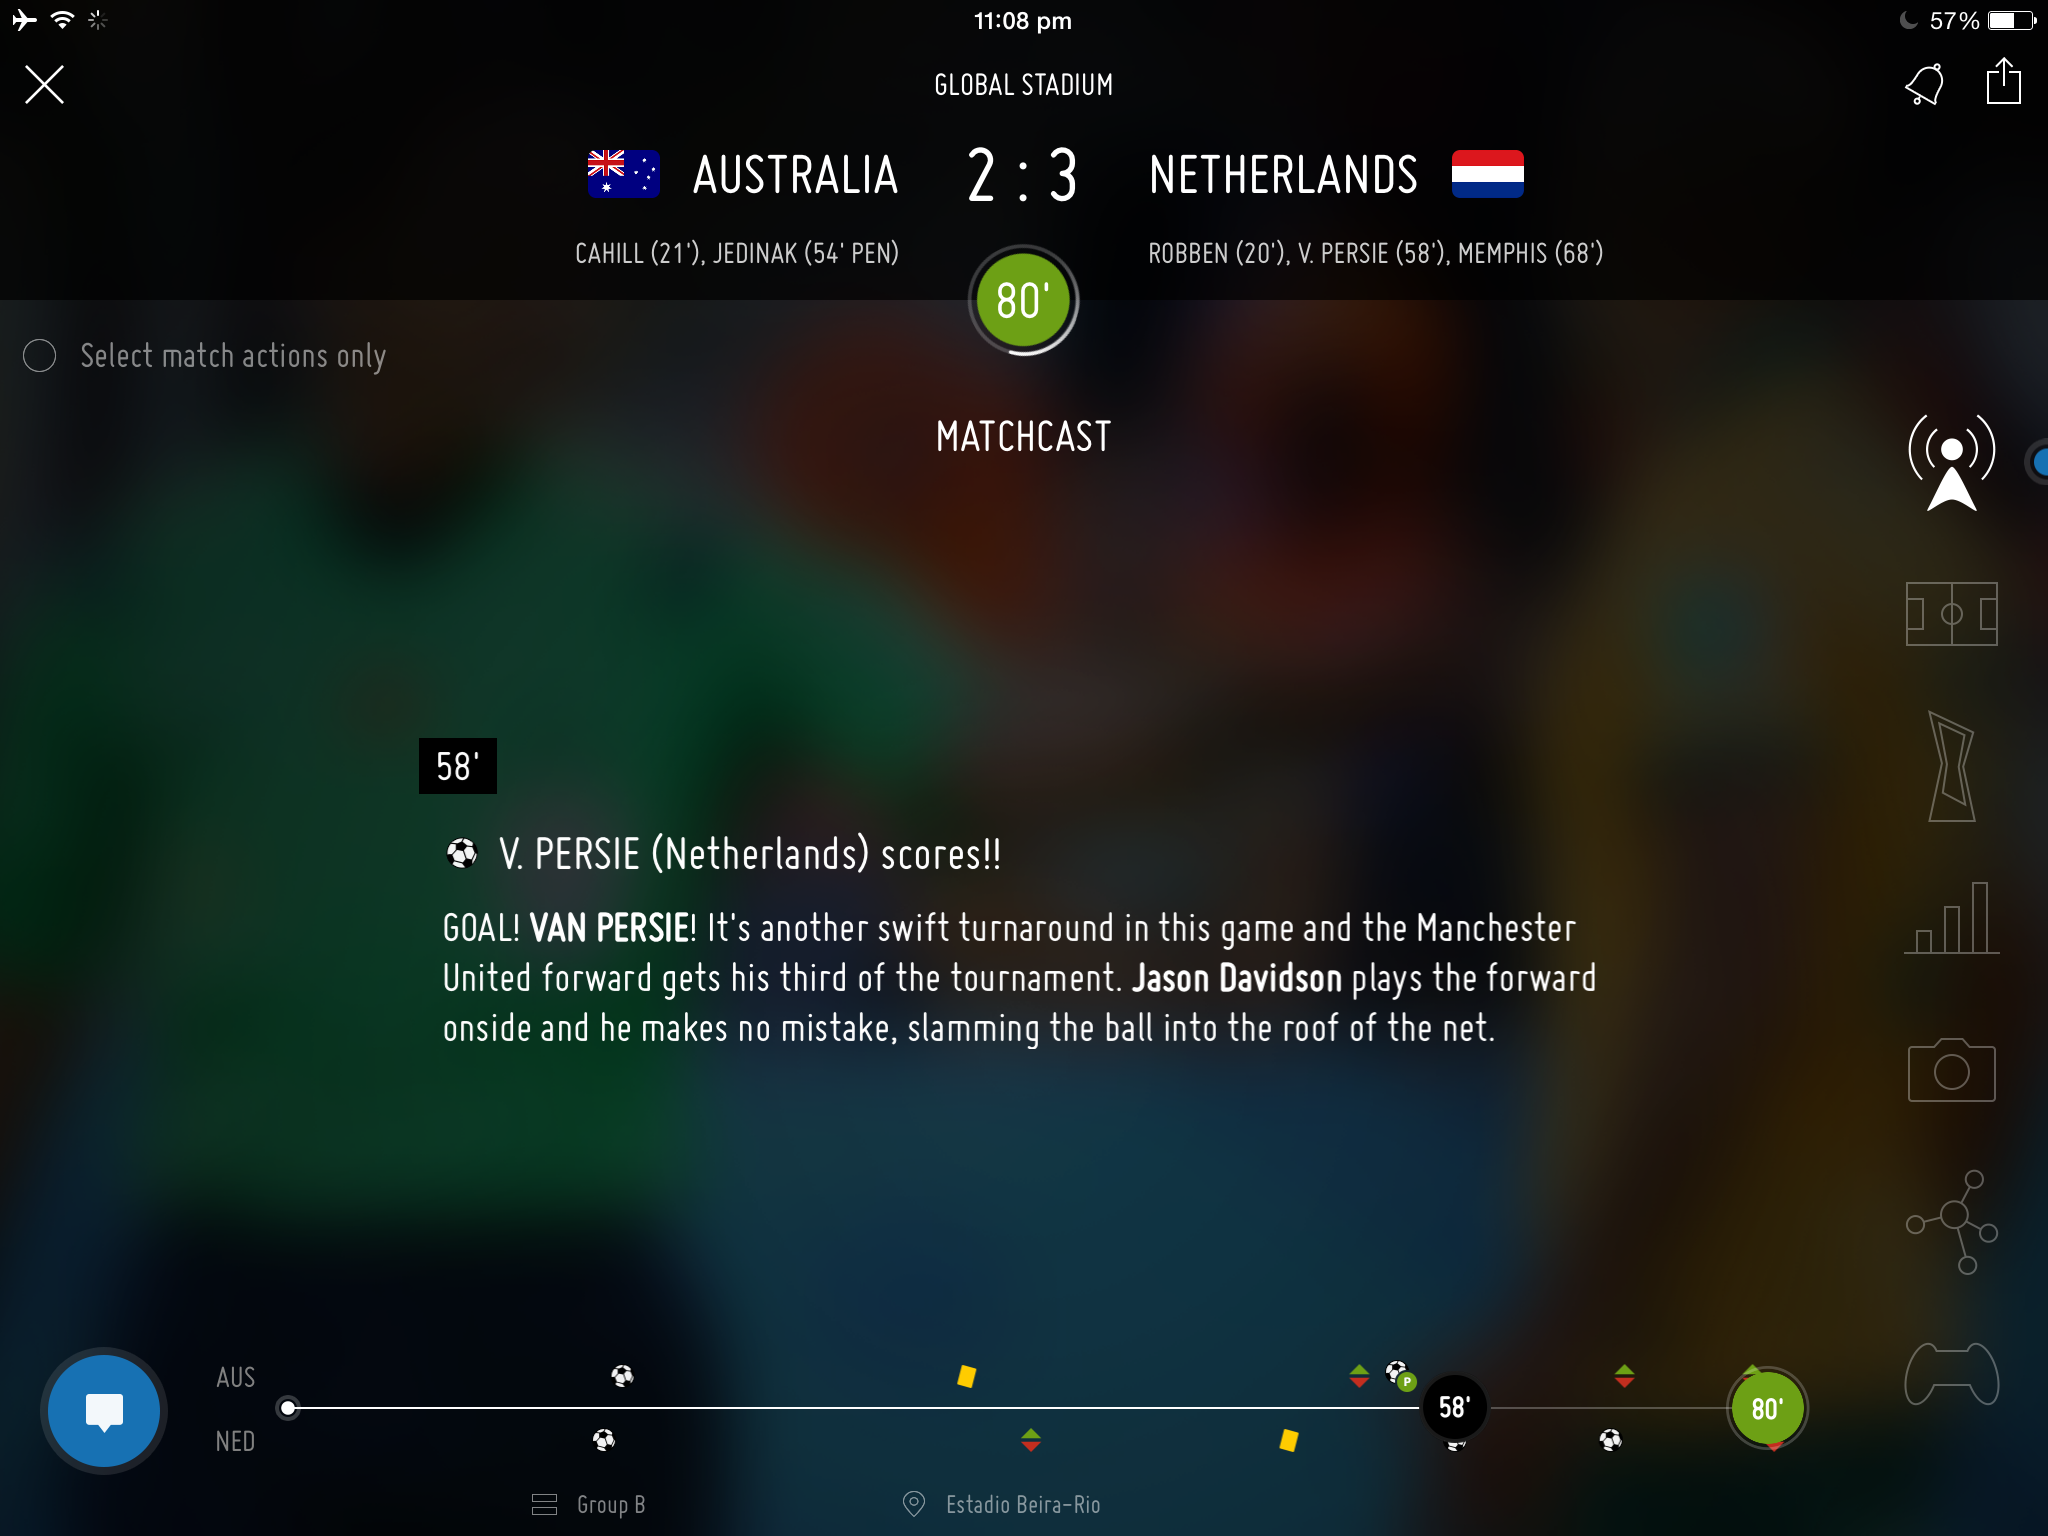 11:08 pm
57%
GLOBAL STADIUM
AUSTRALIA 2 : 3 NETHERLANDS
CAHILL (21'), JEDINAK (54' PEN)
ROBBEN (20'), V. PERSIE (58'), MEMPHIS (68')
80'
Select match actions only
MATCHCAST
58'
V. PERSIE (Netherlands) scores!!
GOAL! VAN PERSIE! It's another swift turnaround in this game and the Manchester
United forward gets his third of the tournament. Jason Davidson plays the forward
onside and he makes no mistake, slamming the ball into the roof of the net.
AUS
P
58'
80'
NED
Group B
Estadio Beira-Rio